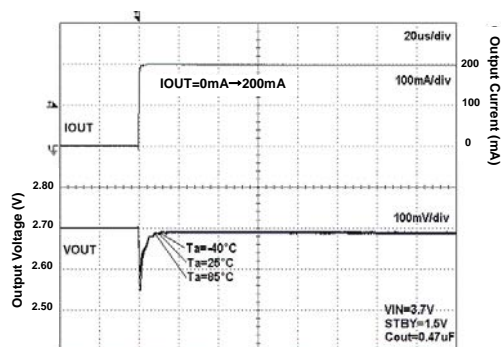 20us/div
Output Current (mA)
200
100mA/div
IOUT=0mA→200mA
100
IOUT
0
2.80
Output Voltage (V)
100mV/div
2.70
VOUT
Ta=-40°C
2.60
Ta=25°C
Ta=85°C
2.50
VIN=3.7V
STBY=1.5V
Cout=0.47uF